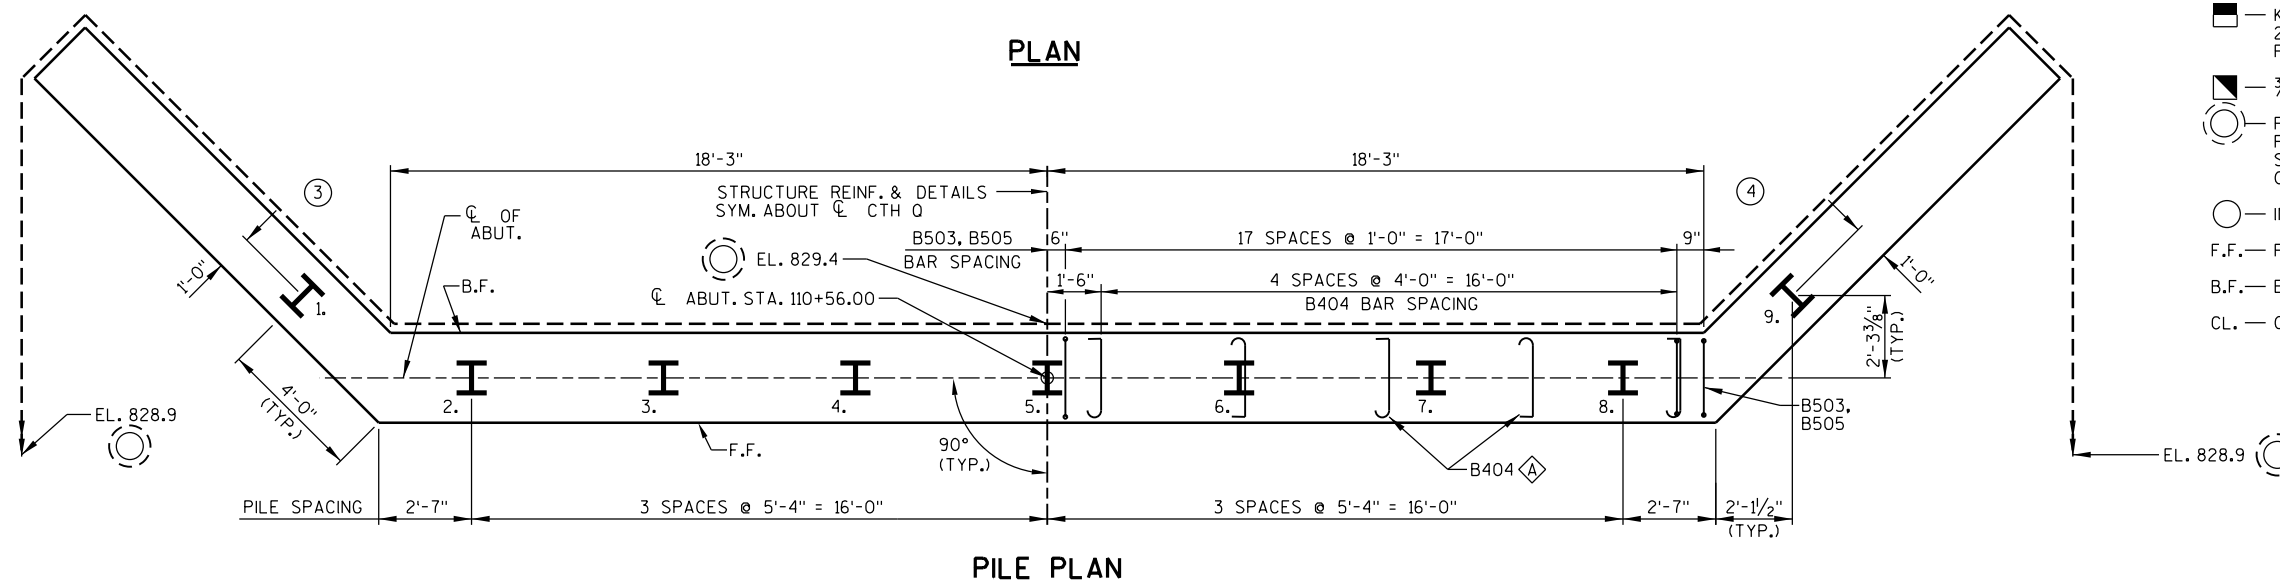 PLAN
18'-3"
18'-3"
3
4
STRUCTURE REINF. & DETAILS
SYM. ABOUT ℄ CTH Q
℄ OF
ABUT.
B503, B505
BAR SPACING
6"
17 SPACES @ 1'-0" = 17'-0"
9"
EL. 829.4
1'-6"
4 SPACES @ 4'-0" = 16'-0"
B404 BAR SPACING
℄ ABUT. STA. 110+56.00
B.F.
1'-0"
1'-0"
1.
9.
2'-3⅜"
(TYP.)
4'-0"
(TYP.)
2.
3.
4.
5.
6.
7.
8.
EL. 828.9
B503,
B505
90°
(TYP.)
F.F.
B404 A
EL. 828.9
PILE SPACING
2'-7"
3 SPACES @ 5'-4" = 16'-0"
3 SPACES @ 5'-4" = 16'-0"
2'-7"
2'-1½"
(TYP.)
PILE PLAN
F.F.
B.F.
CL.